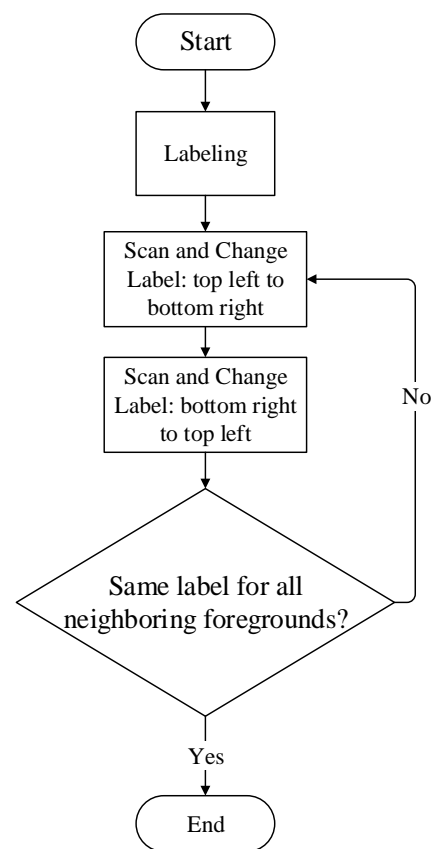 Start
Labeling
Scan and Change
Label: top left to
bottom right
Scan and Change
Label: bottom right
to top left
No
Same label for all
neighboring foregrounds?
Yes
End